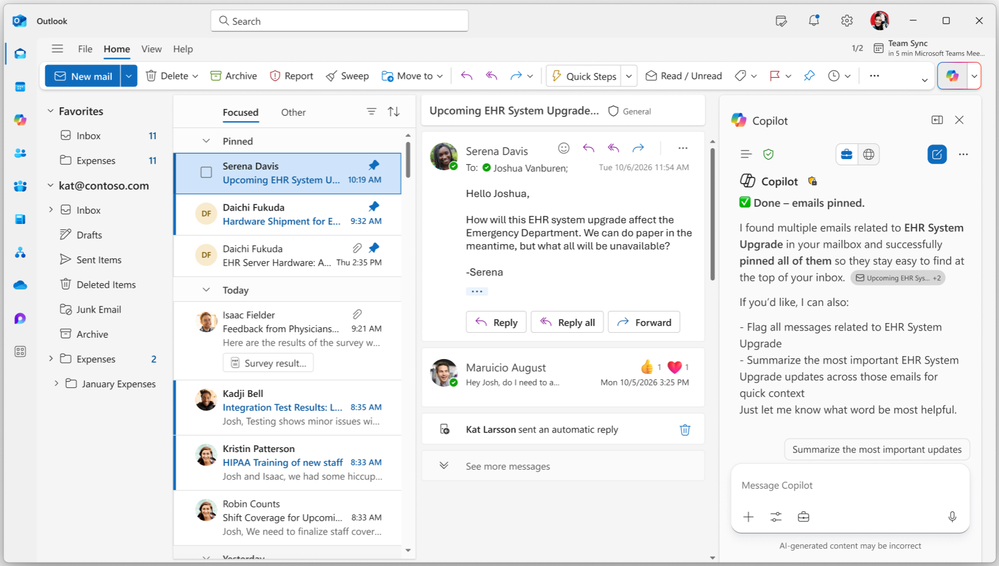 Outlook
Search
File Home View Help
1/2 Team Sync
in 5 min Microsoft Teams Mee...
New mail Delete Archive Report Sweep Move to Quick Steps Read / Unread ...
Favorites
Inbox 11
Expenses 11
kat@contoso.com
Inbox
Drafts
Sent Items
Deleted Items
Junk Email
Archive
Expenses 2
January Expenses
Focused Other
Pinned
Serena Davis
Upcoming EHR System U... 10:19 AM
DF
Daichi Fukuda
Hardware Shipment for E... 9:32 AM
DF
Daichi Fukuda
EHR Server Hardware: A... Thu 2:35 PM
Today
Isaac Fielder
Feedback from Physicians... 9:21 AM
Here are the results of the survey w...
Survey result...
Kadji Bell
Integration Test Results: L... 8:35 AM
Josh, Testing shows minor issues wi...
Kristin Patterson
HIPAA Training of new staff 8:33 AM
Josh and Isaac, we had some hiccup...
Robin Counts
Shift Coverage for Upcomi... 8:33 AM
Josh, We need to finalize staff cover...
Yesterday
Upcoming EHR System Upgrade... General
Serena Davis
To: Joshua Vanburen;
Tue 10/6/2026 11:54 AM
Hello Joshua,
How will this EHR system upgrade affect the
Emergency Department. We can do paper in the
meantime, but what all will be unavailable?
-Serena
...
Reply Reply all Forward
Maruicio August 1 1
Hey Josh, do I need to a... Mon 10/5/2026 3:25 PM
Kat Larsson sent an automatic reply
See more messages
Copilot
Copilot
Done – emails pinned.
I found multiple emails related to EHR System
Upgrade in your mailbox and successfully
pinned all of them so they stay easy to find at
the top of your inbox. Upcoming EHR Sys... +2
If you'd like, I can also:
- Flag all messages related to EHR System
Upgrade
- Summarize the most important EHR System
Upgrade updates across those emails for
quick context
Just let me know what word be most helpful.
Summarize the most important updates
Message Copilot
AI-generated content may be incorrect